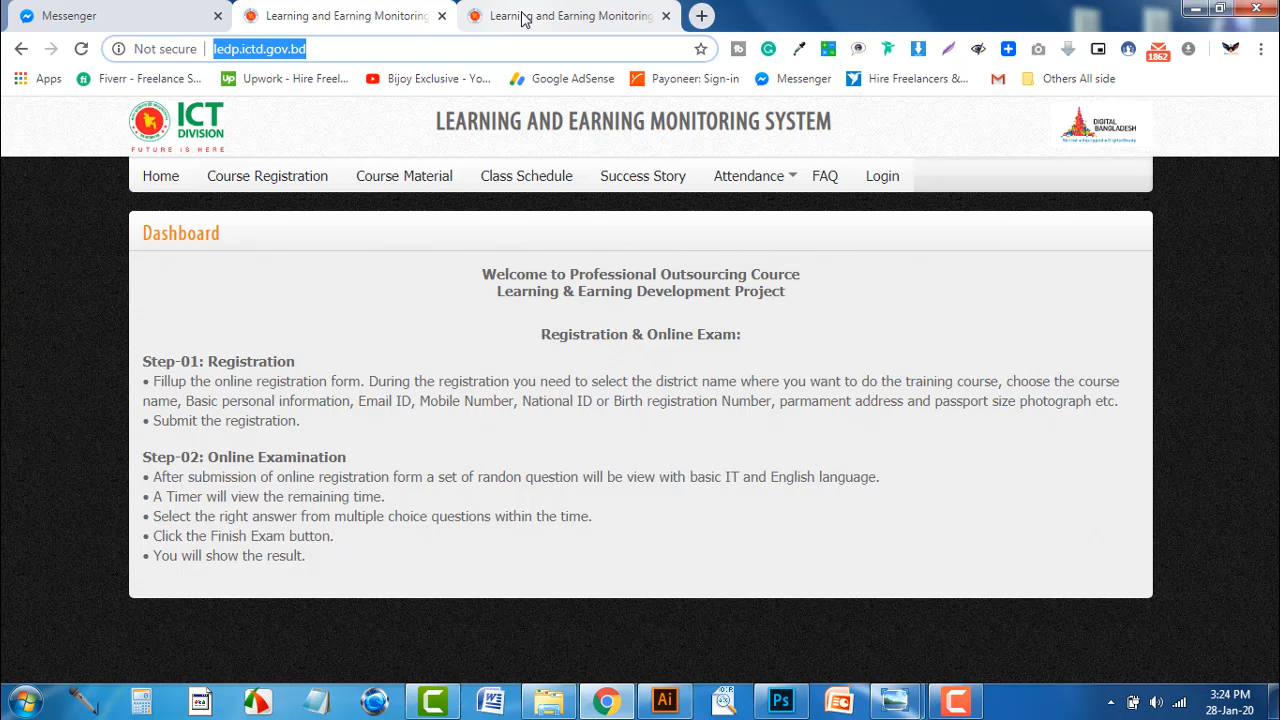 Messenger
Learning and Earning Monitoring
Learning and Earning Monitoring
Not secure
ledp.ictd.gov.bd
1862
Apps
Fiverr - Freelance S...
Upwork - Hire Freel...
Bijoy Exclusive - Yo...
Google AdSense
Payoneer: Sign-in
Messenger
Hire Freelancers &...
Others All side
ICT
DIVISION
FUTURE IS HERE
LEARNING AND EARNING MONITORING SYSTEM
DIGITAL
BANGLADESH
Home
Course Registration
Course Material
Class Schedule
Success Story
Attendance
FAQ
Login
Dashboard
Welcome to Professional Outsourcing Cource
Learning & Earning Development Project
Registration & Online Exam:
Step-01: Registration
• Fillup the online registration form. During the registration you need to select the district name where you want to do the training course, choose the course
name, Basic personal information, Email ID, Mobile Number, National ID or Birth registration Number, parmament address and passport size photograph etc.
• Submit the registration.
Step-02: Online Examination
• After submission of online registration form a set of randon question will be view with basic IT and English language.
• A Timer will view the remaining time.
• Select the right answer from multiple choice questions within the time.
• Click the Finish Exam button.
• You will show the result.
Ai
Ps
3:24 PM
28-Jan-20